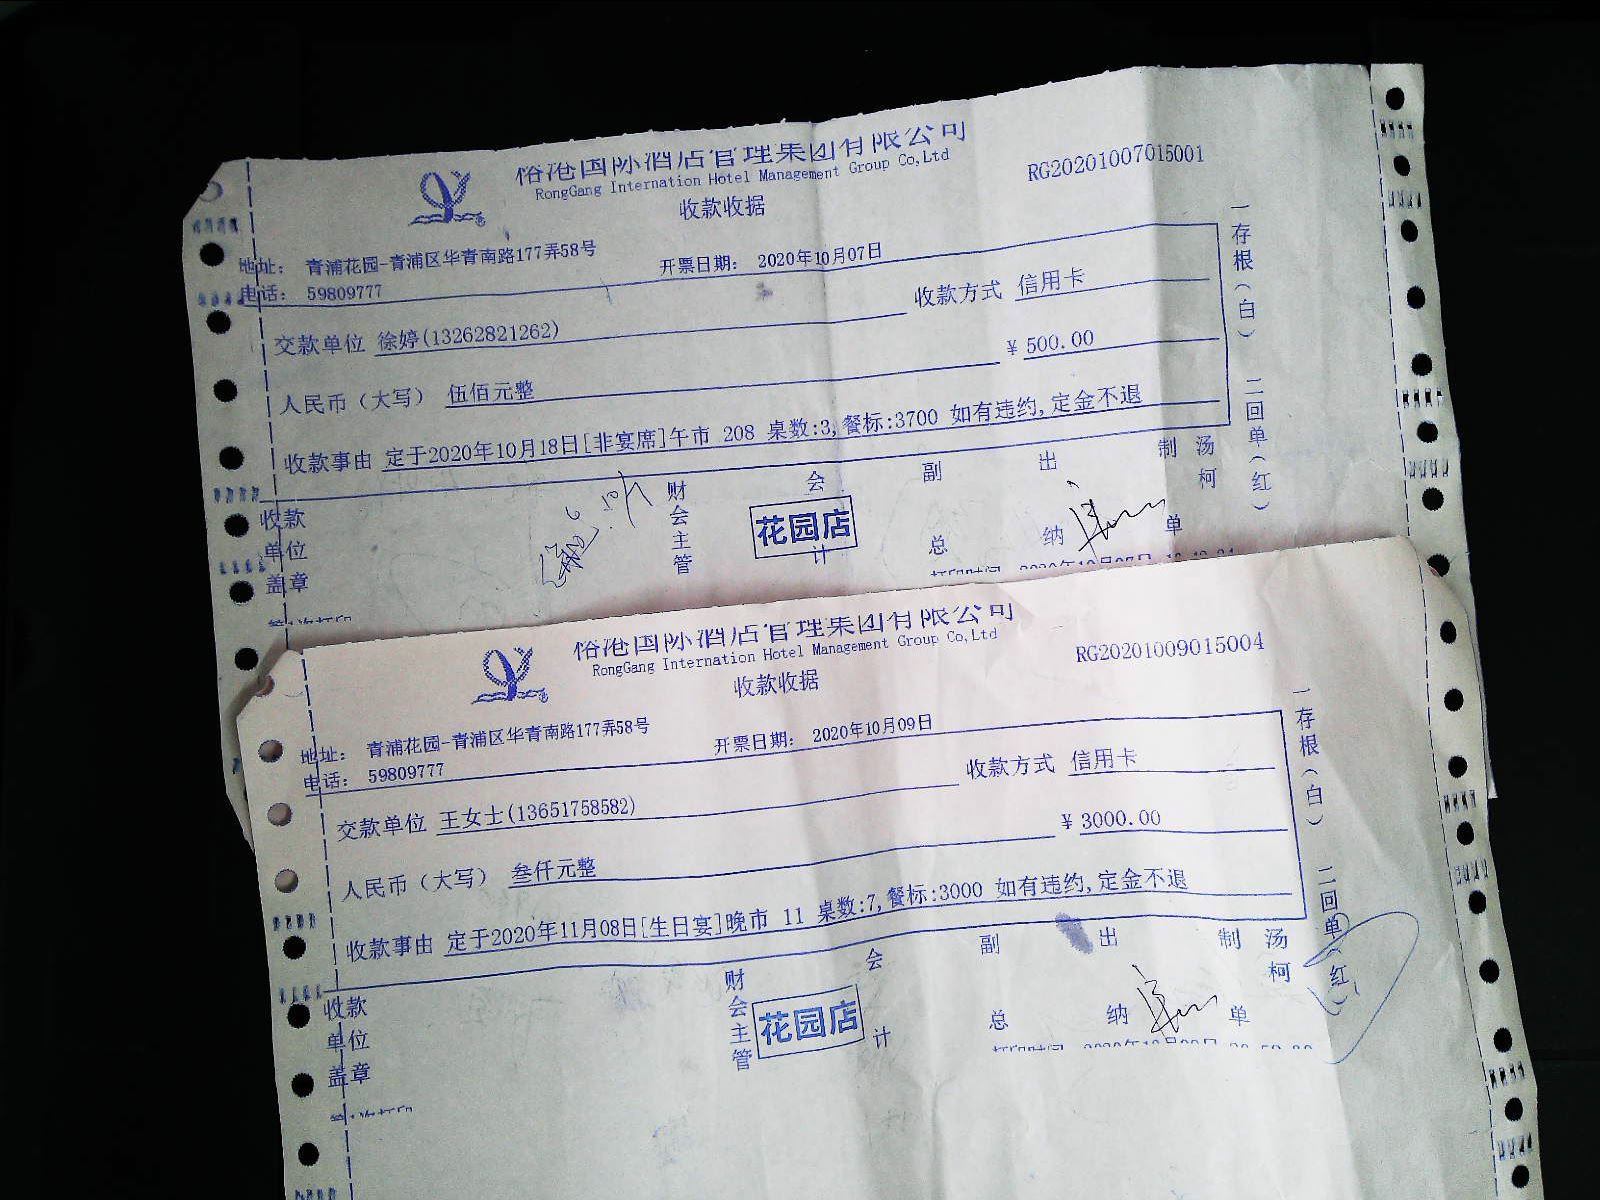 裕港国际酒店管理集团有限公司
RongGang Internation Hotel Management Group Co,Ltd
收款收据
RG20201007015001
地址： 青浦花园-青浦区华青南路177弄58号
开票日期： 2020年10月07日
电话： 59809777
交款单位 徐婷(13262821262)
收款方式 信用卡
人民币（大写） 伍佰元整
￥ 500.00
收款事由 定于2020年10月18日[非宴席]午市 208 桌数:3,餐标:3700 如有违约,定金不退
收款单位盖章
财会主管
会计
花园店
副总
出纳
制单
汤柯
一存根（白） 二回单（红）
裕港国际酒店管理集团有限公司
RongGang Internation Hotel Management Group Co,Ltd
收款收据
RG20201009015004
地址： 青浦花园-青浦区华青南路177弄58号
开票日期： 2020年10月09日
电话： 59809777
交款单位 王女士(13651758582)
收款方式 信用卡
人民币（大写） 叁仟元整
￥ 3000.00
收款事由 定于2020年11月08日[生日宴]晚市 11 桌数:7,餐标:3000 如有违约,定金不退
收款单位盖章
财会主管
会计
花园店
副总
出纳
制单
汤柯
一存根（白） 二回单（红）